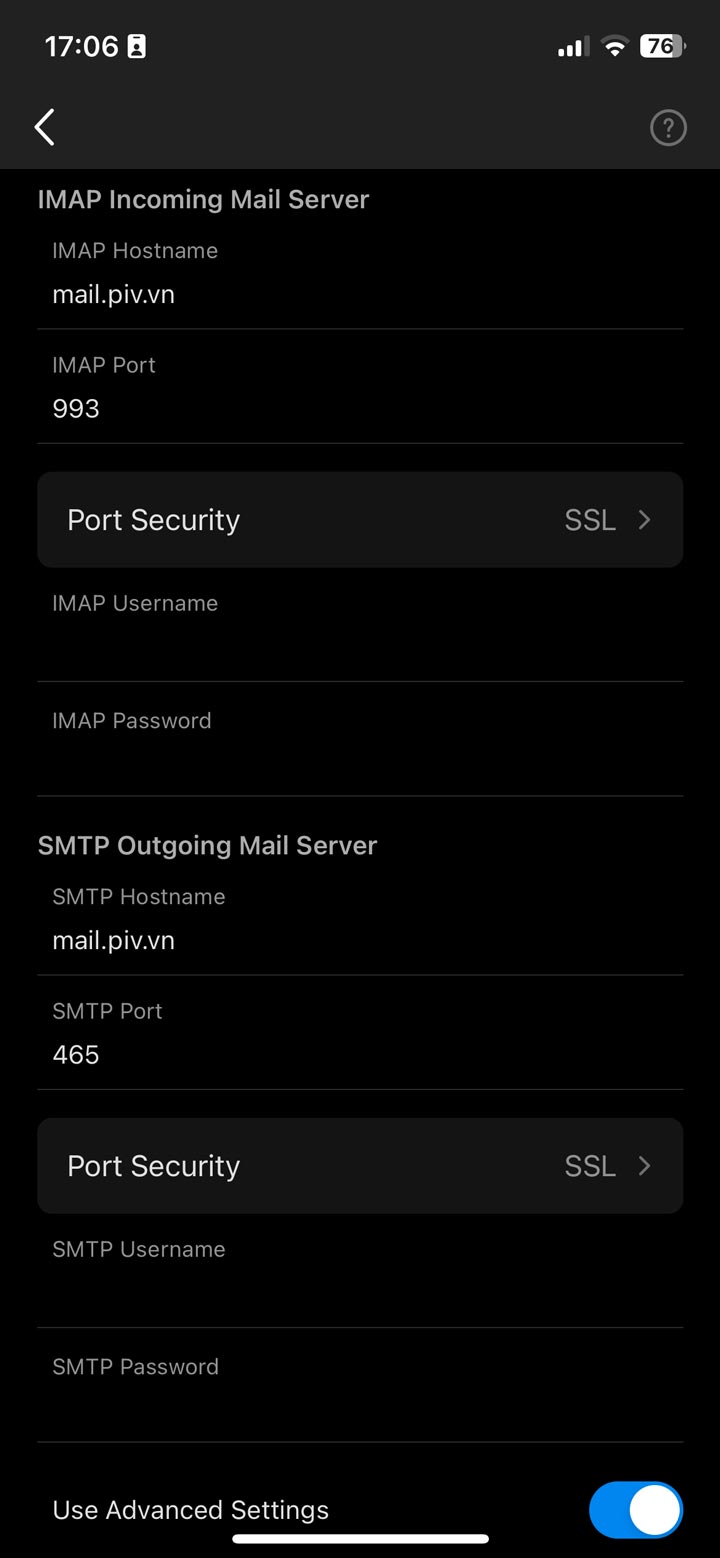 17:06
76
?
IMAP Incoming Mail Server
IMAP Hostname
mail.piv.vn
IMAP Port
993
Port Security SSL
IMAP Username
IMAP Password
SMTP Outgoing Mail Server
SMTP Hostname
mail.piv.vn
SMTP Port
465
Port Security SSL
SMTP Username
SMTP Password
Use Advanced Settings